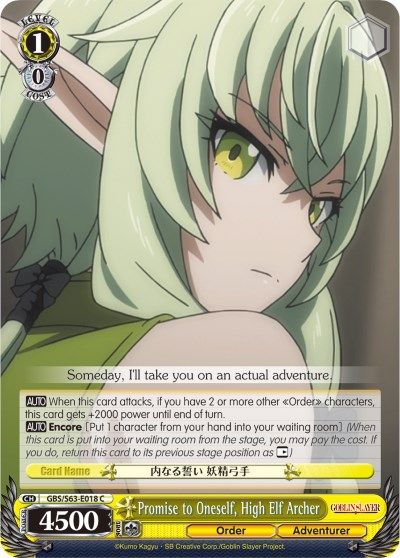 LEVEL
1
0
COST
Someday, I'll take you on an actual adventure.
AUTO When this card attacks, if you have 2 or more other «Order» characters,
this card gets +2000 power until end of turn.
AUTO Encore [Put 1 character from your hand into your waiting room] (When
this card is put into your waiting room from the stage, you may pay the cost. If
you do, return this card to its previous stage position as REST)
Card Name 内なる誓い 妖精弓手
CH GBS/S63-E018 C
Promise to Oneself, High Elf Archer
GOBLIN SLAYER
POWER
4500
SOUL
Order Adventurer
©Kumo Kagyu・SB Creative Corp./Goblin Slayer Project.